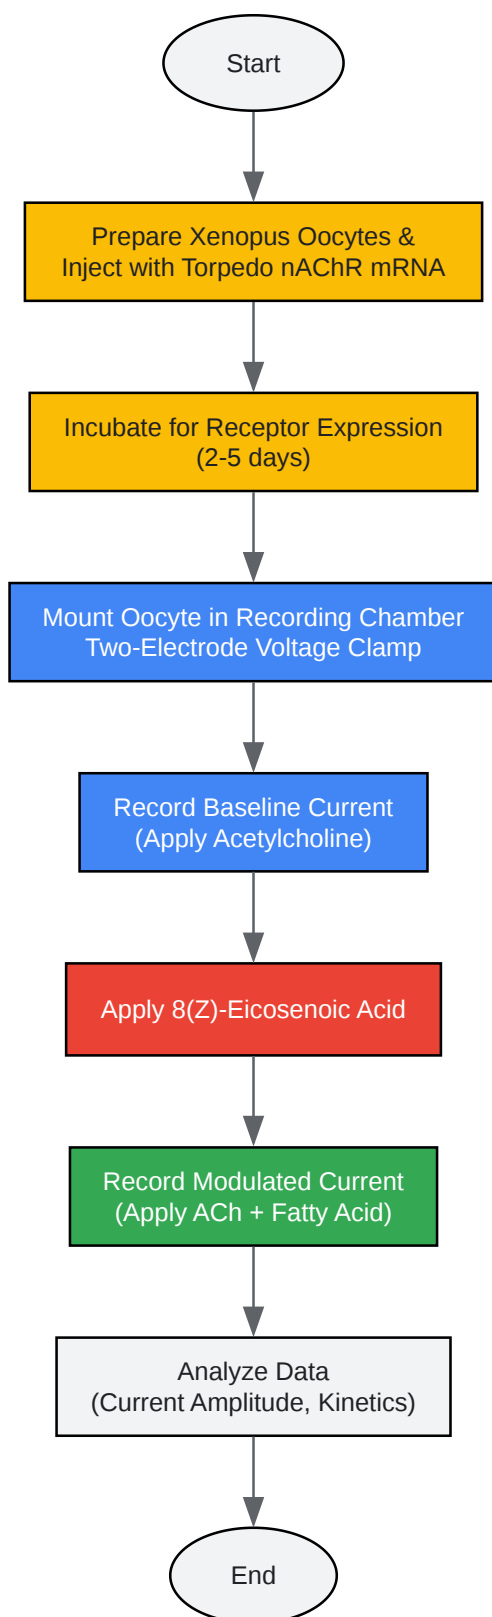 Start
Prepare Xenopus Oocytes &
Inject with Torpedo nAChR mRNA
Incubate for Receptor Expression
(2-5 days)
Mount Oocyte in Recording Chamber
Two-Electrode Voltage Clamp
Record Baseline Current
(Apply Acetylcholine)
Apply 8(Z)-Eicosenoic Acid
Record Modulated Current
(Apply ACh + Fatty Acid)
Analyze Data
(Current Amplitude, Kinetics)
End